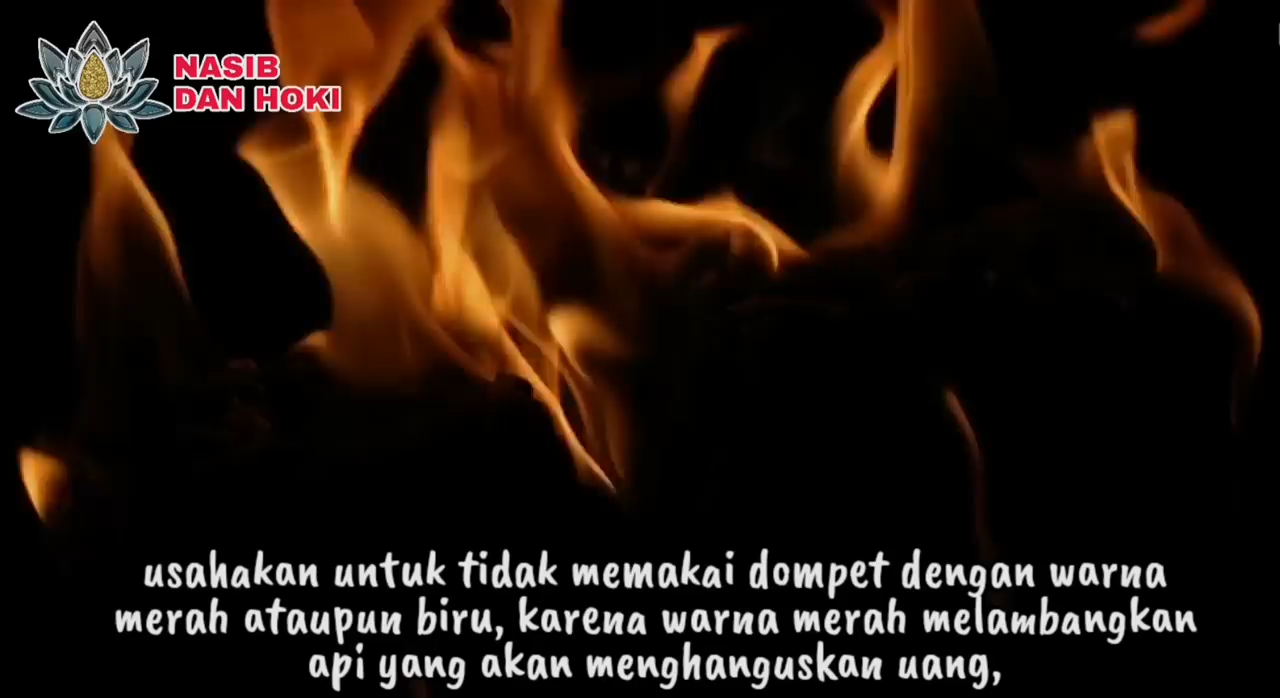 NASIB
DAN HOKI
usahakan untuk tidak memakai dompet dengan warna
merah ataupun biru, karena warna merah melambangkan
api yang akan menghanguskan uang,